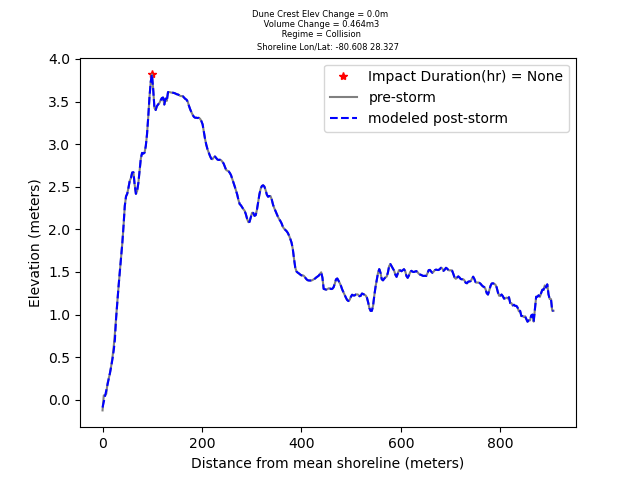 Dune Crest Elev Change = 0.0m
Volume Change = 0.464m3
Regime = Collision
Shoreline Lon/Lat: -80.608 28.327
Impact Duration(hr) = None
pre-storm
modeled post-storm
4.0
3.5
3.0
2.5
2.0
1.5
1.0
0.5
0.0
Elevation (meters)
0 200 400 600 800
Distance from mean shoreline (meters)